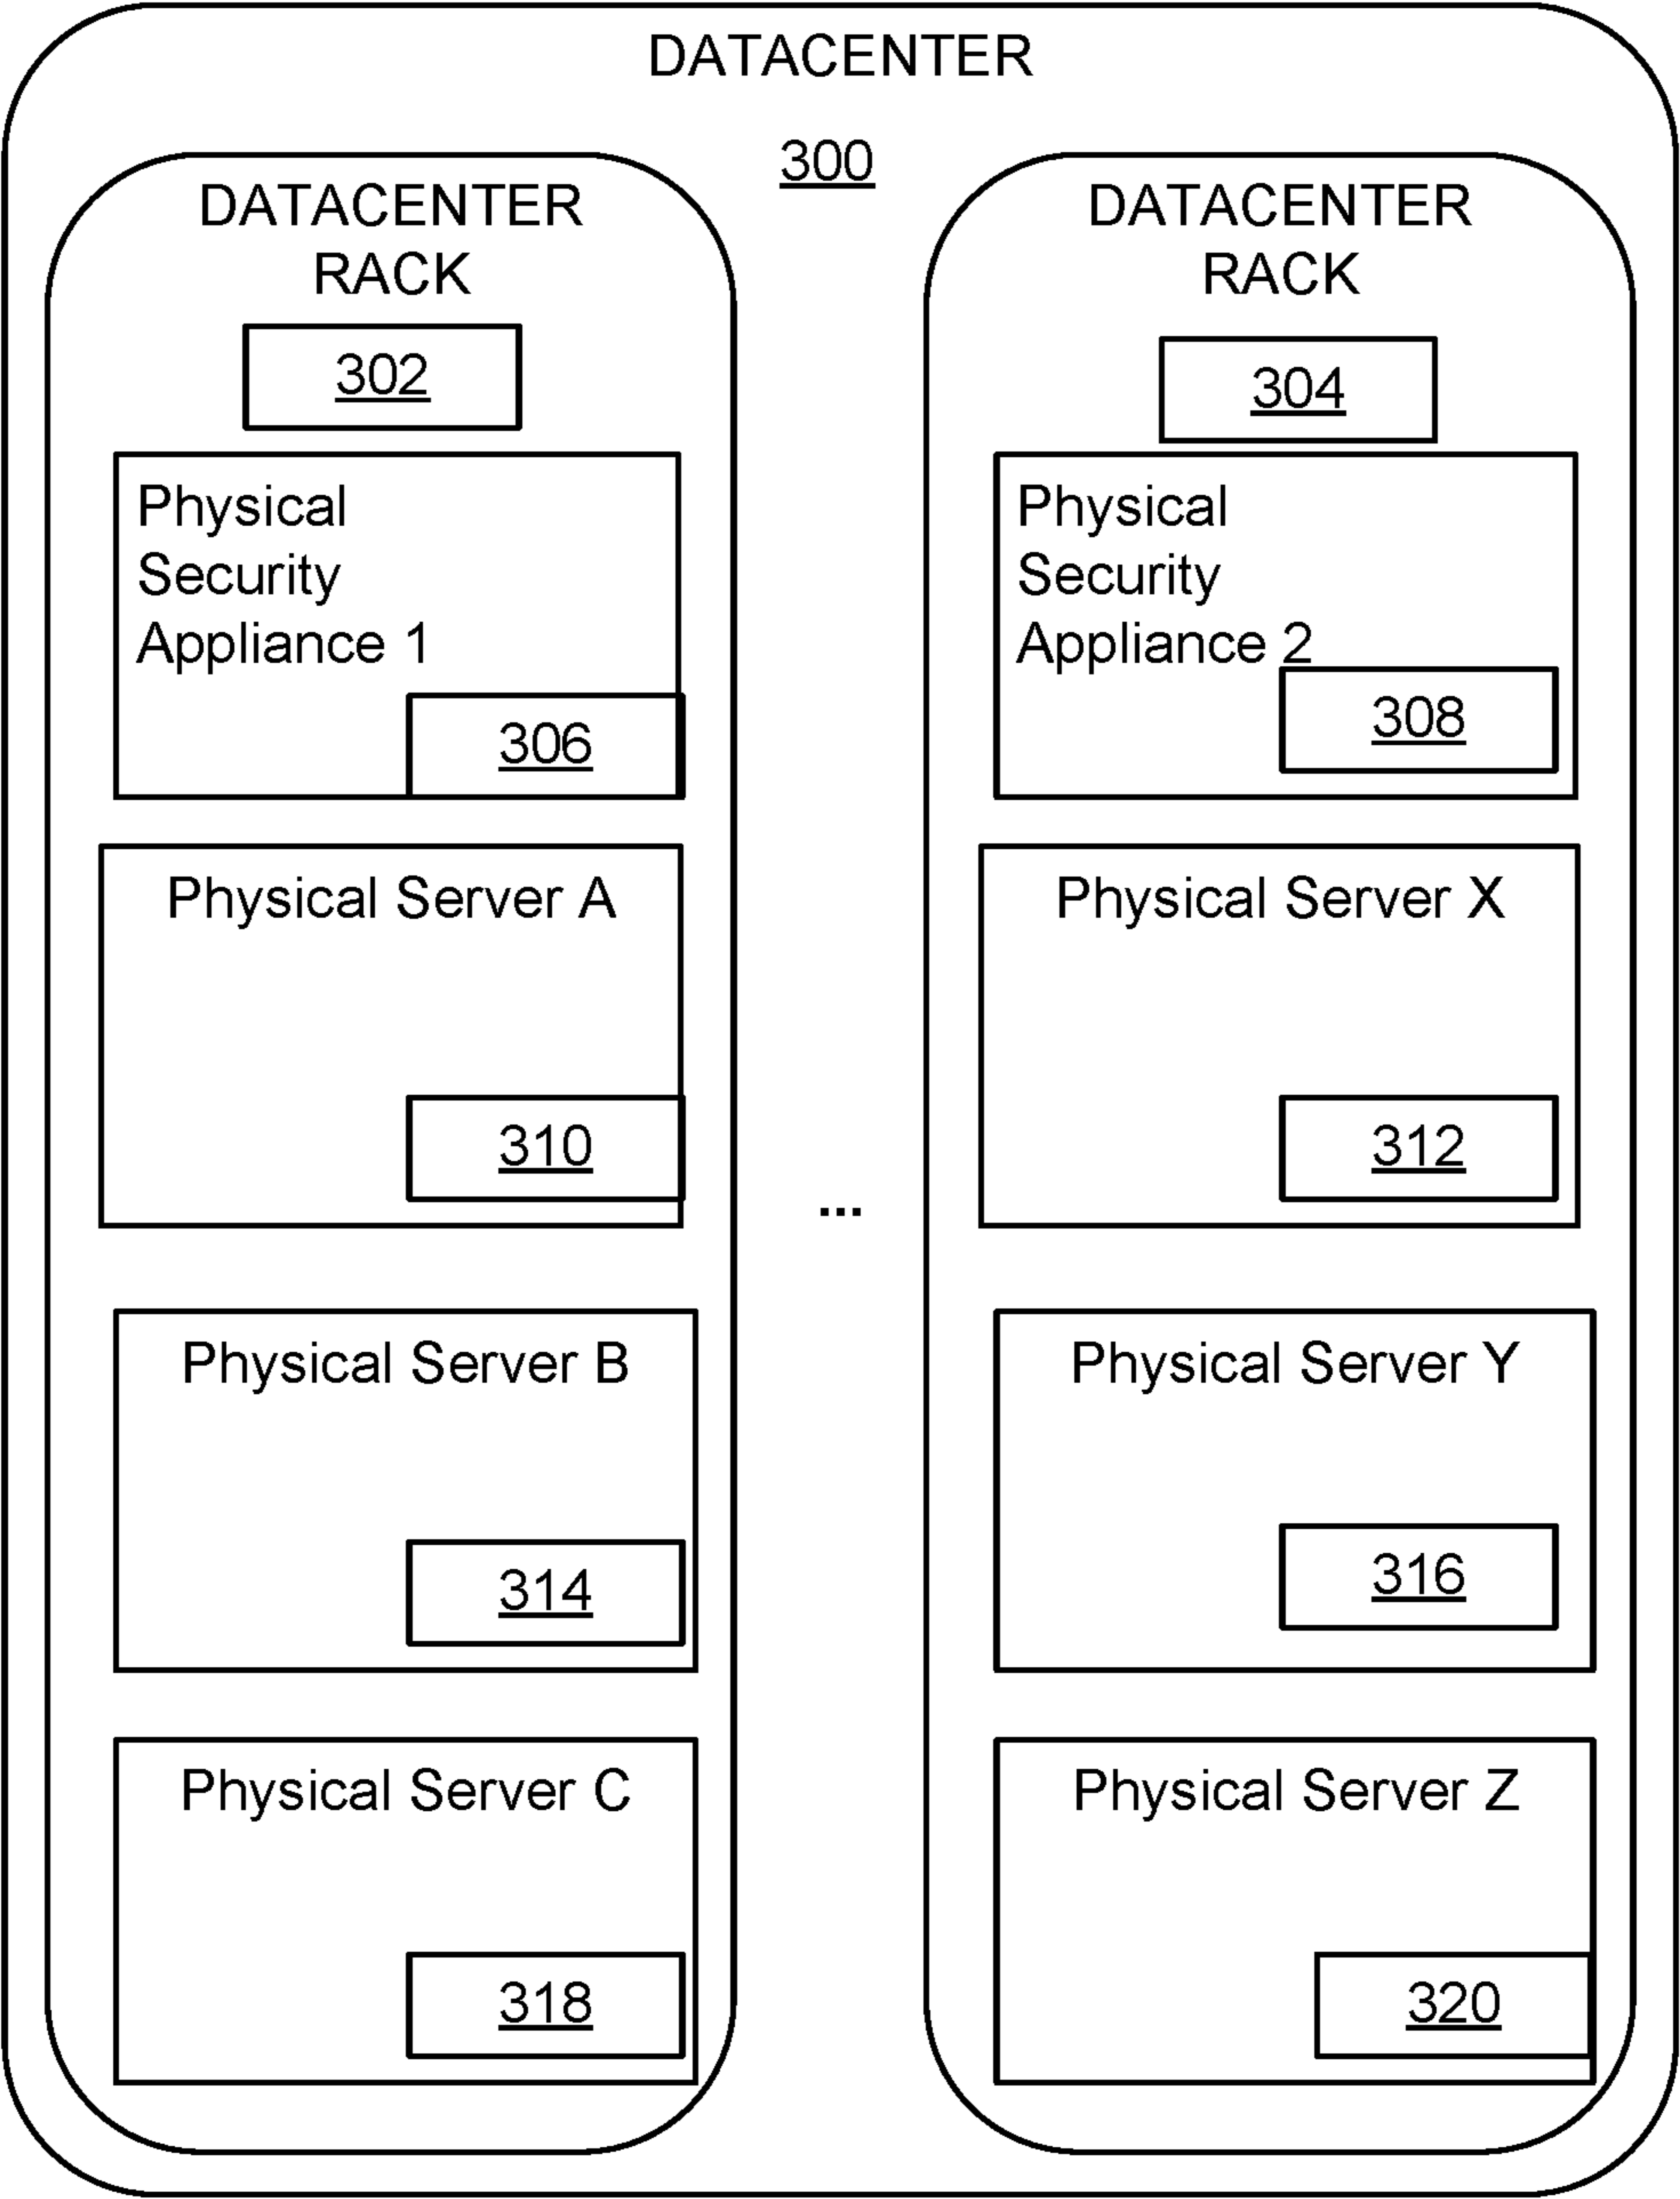 DATACENTER
300
DATACENTER
RACK
302
Physical
Security
Appliance 1
306
Physical Server A
310
Physical Server B
314
Physical Server C
318
...
DATACENTER
RACK
304
Physical
Security
Appliance 2
308
Physical Server X
312
Physical Server Y
316
Physical Server Z
320